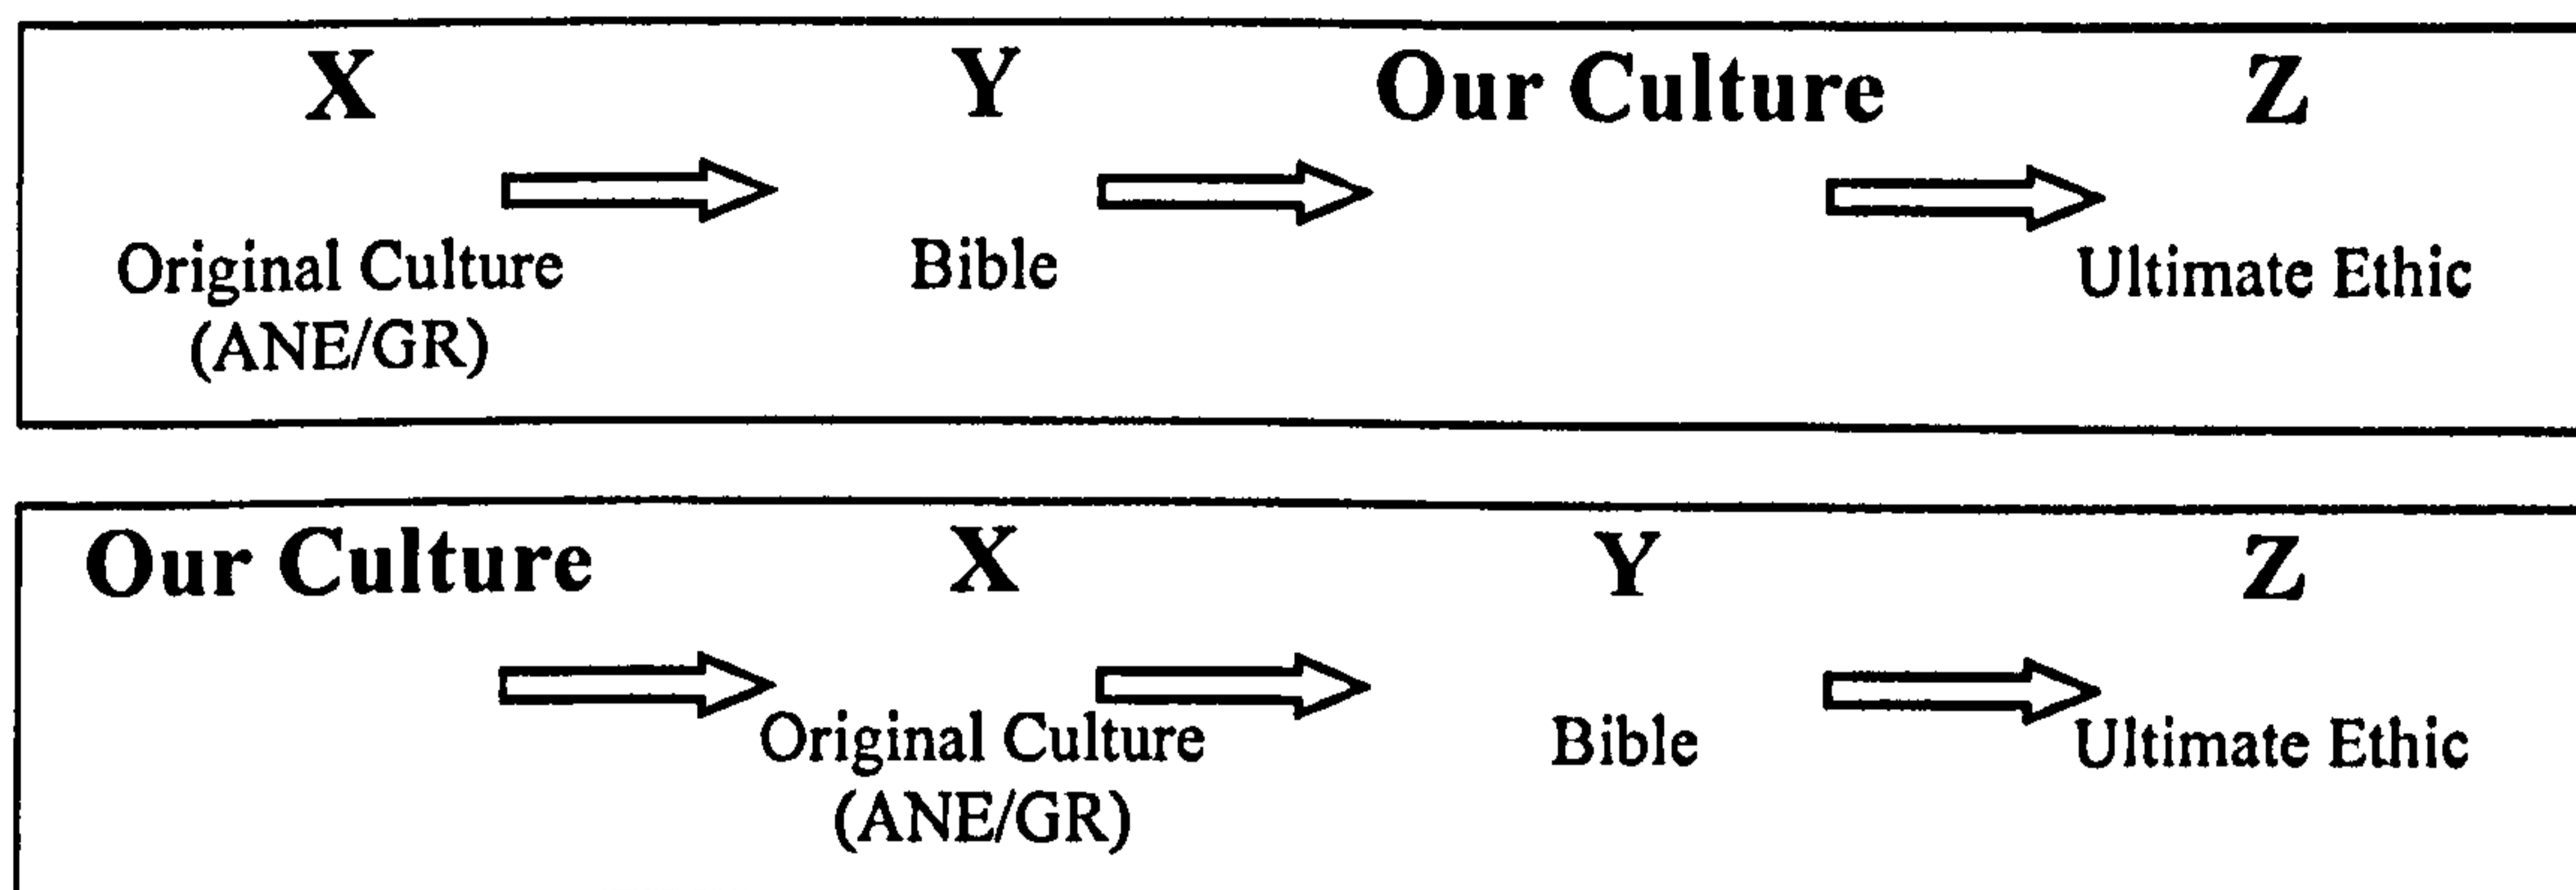 X Y Our Culture Z
Original Culture Bible Ultimate Ethic
(ANE/GR)
Our Culture X Y Z
Original Culture Bible Ultimate Ethic
(ANE/GR)